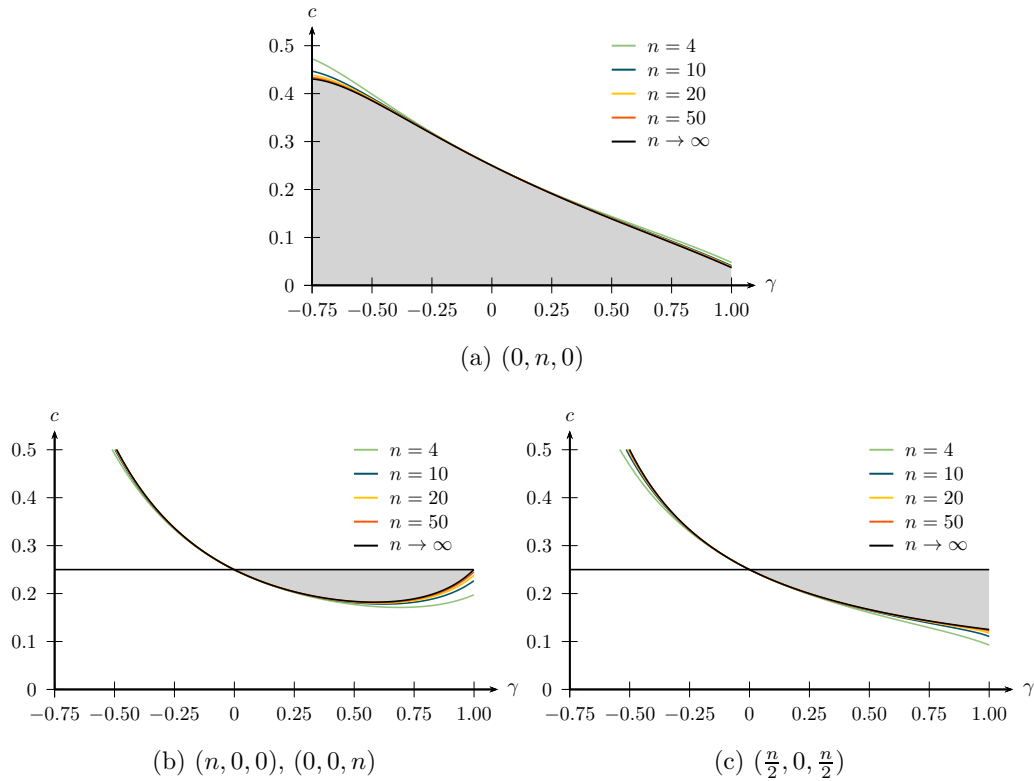 c
0.5
0.4
0.3
0.2
0.1
0
−0.75 −0.50 −0.25 0 0.25 0.50 0.75 1.00
γ
n = 4
n = 10
n = 20
n = 50
n → ∞
(a) (0, n, 0)
c
0.5
0.4
0.3
0.2
0.1
0
−0.75 −0.50 −0.25 0 0.25 0.50 0.75 1.00
γ
n = 4
n = 10
n = 20
n = 50
n → ∞
(b) (n, 0, 0), (0, 0, n)
c
0.5
0.4
0.3
0.2
0.1
0
−0.75 −0.50 −0.25 0 0.25 0.50 0.75 1.00
γ
n = 4
n = 10
n = 20
n = 50
n → ∞
(c) (n/2, 0, n/2)